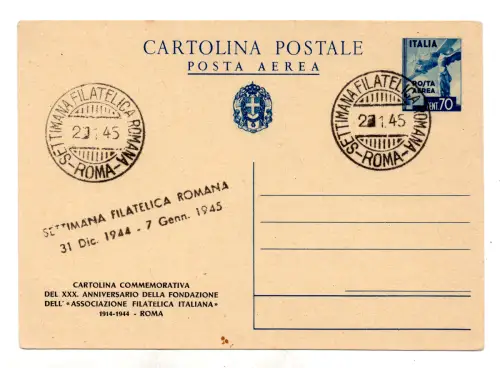 CARTOLINA POSTALE
POSTA AEREA
ITALIA
POSTA
AEREA
CENT. 70
SETTIMANA FILATELICA ROMANA
1.45
-ROMA-
SETTIMANA FILATELICA ROMANA
1.45
-ROMA-
SETTIMANA FILATELICA ROMANA
31 Dic. 1944 - 7 Genn. 1945
CARTOLINA COMMEMORATIVA
DEL XXX. ANNIVERSARIO DELLA FONDAZIONE
DELL' «ASSOCIAZIONE FILATELICA ITALIANA»
1914-1944 - ROMA